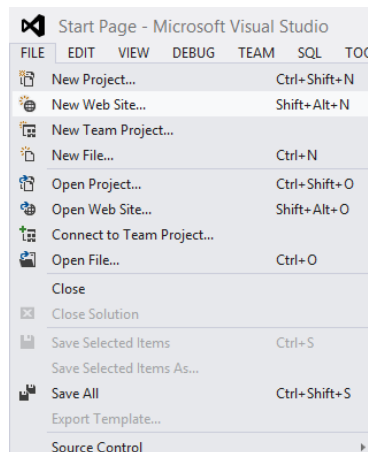 Start Page - Microsoft Visual Studio
FILE EDIT VIEW DEBUG TEAM SQL
New Project... Ctrl+Shift+N
New Web Site... Shift+Alt+N
New Team Project...
New File... Ctrl+N
Open Project... Ctrl+Shift+O
Open Web Site... Shift+Alt+O
Connect to Team Project...
Open File... Ctrl+O
Close
Close Solution
Save Selected Items Ctrl+S
Save Selected Items As...
Save All Ctrl+Shift+S
Export Template...
Source Control